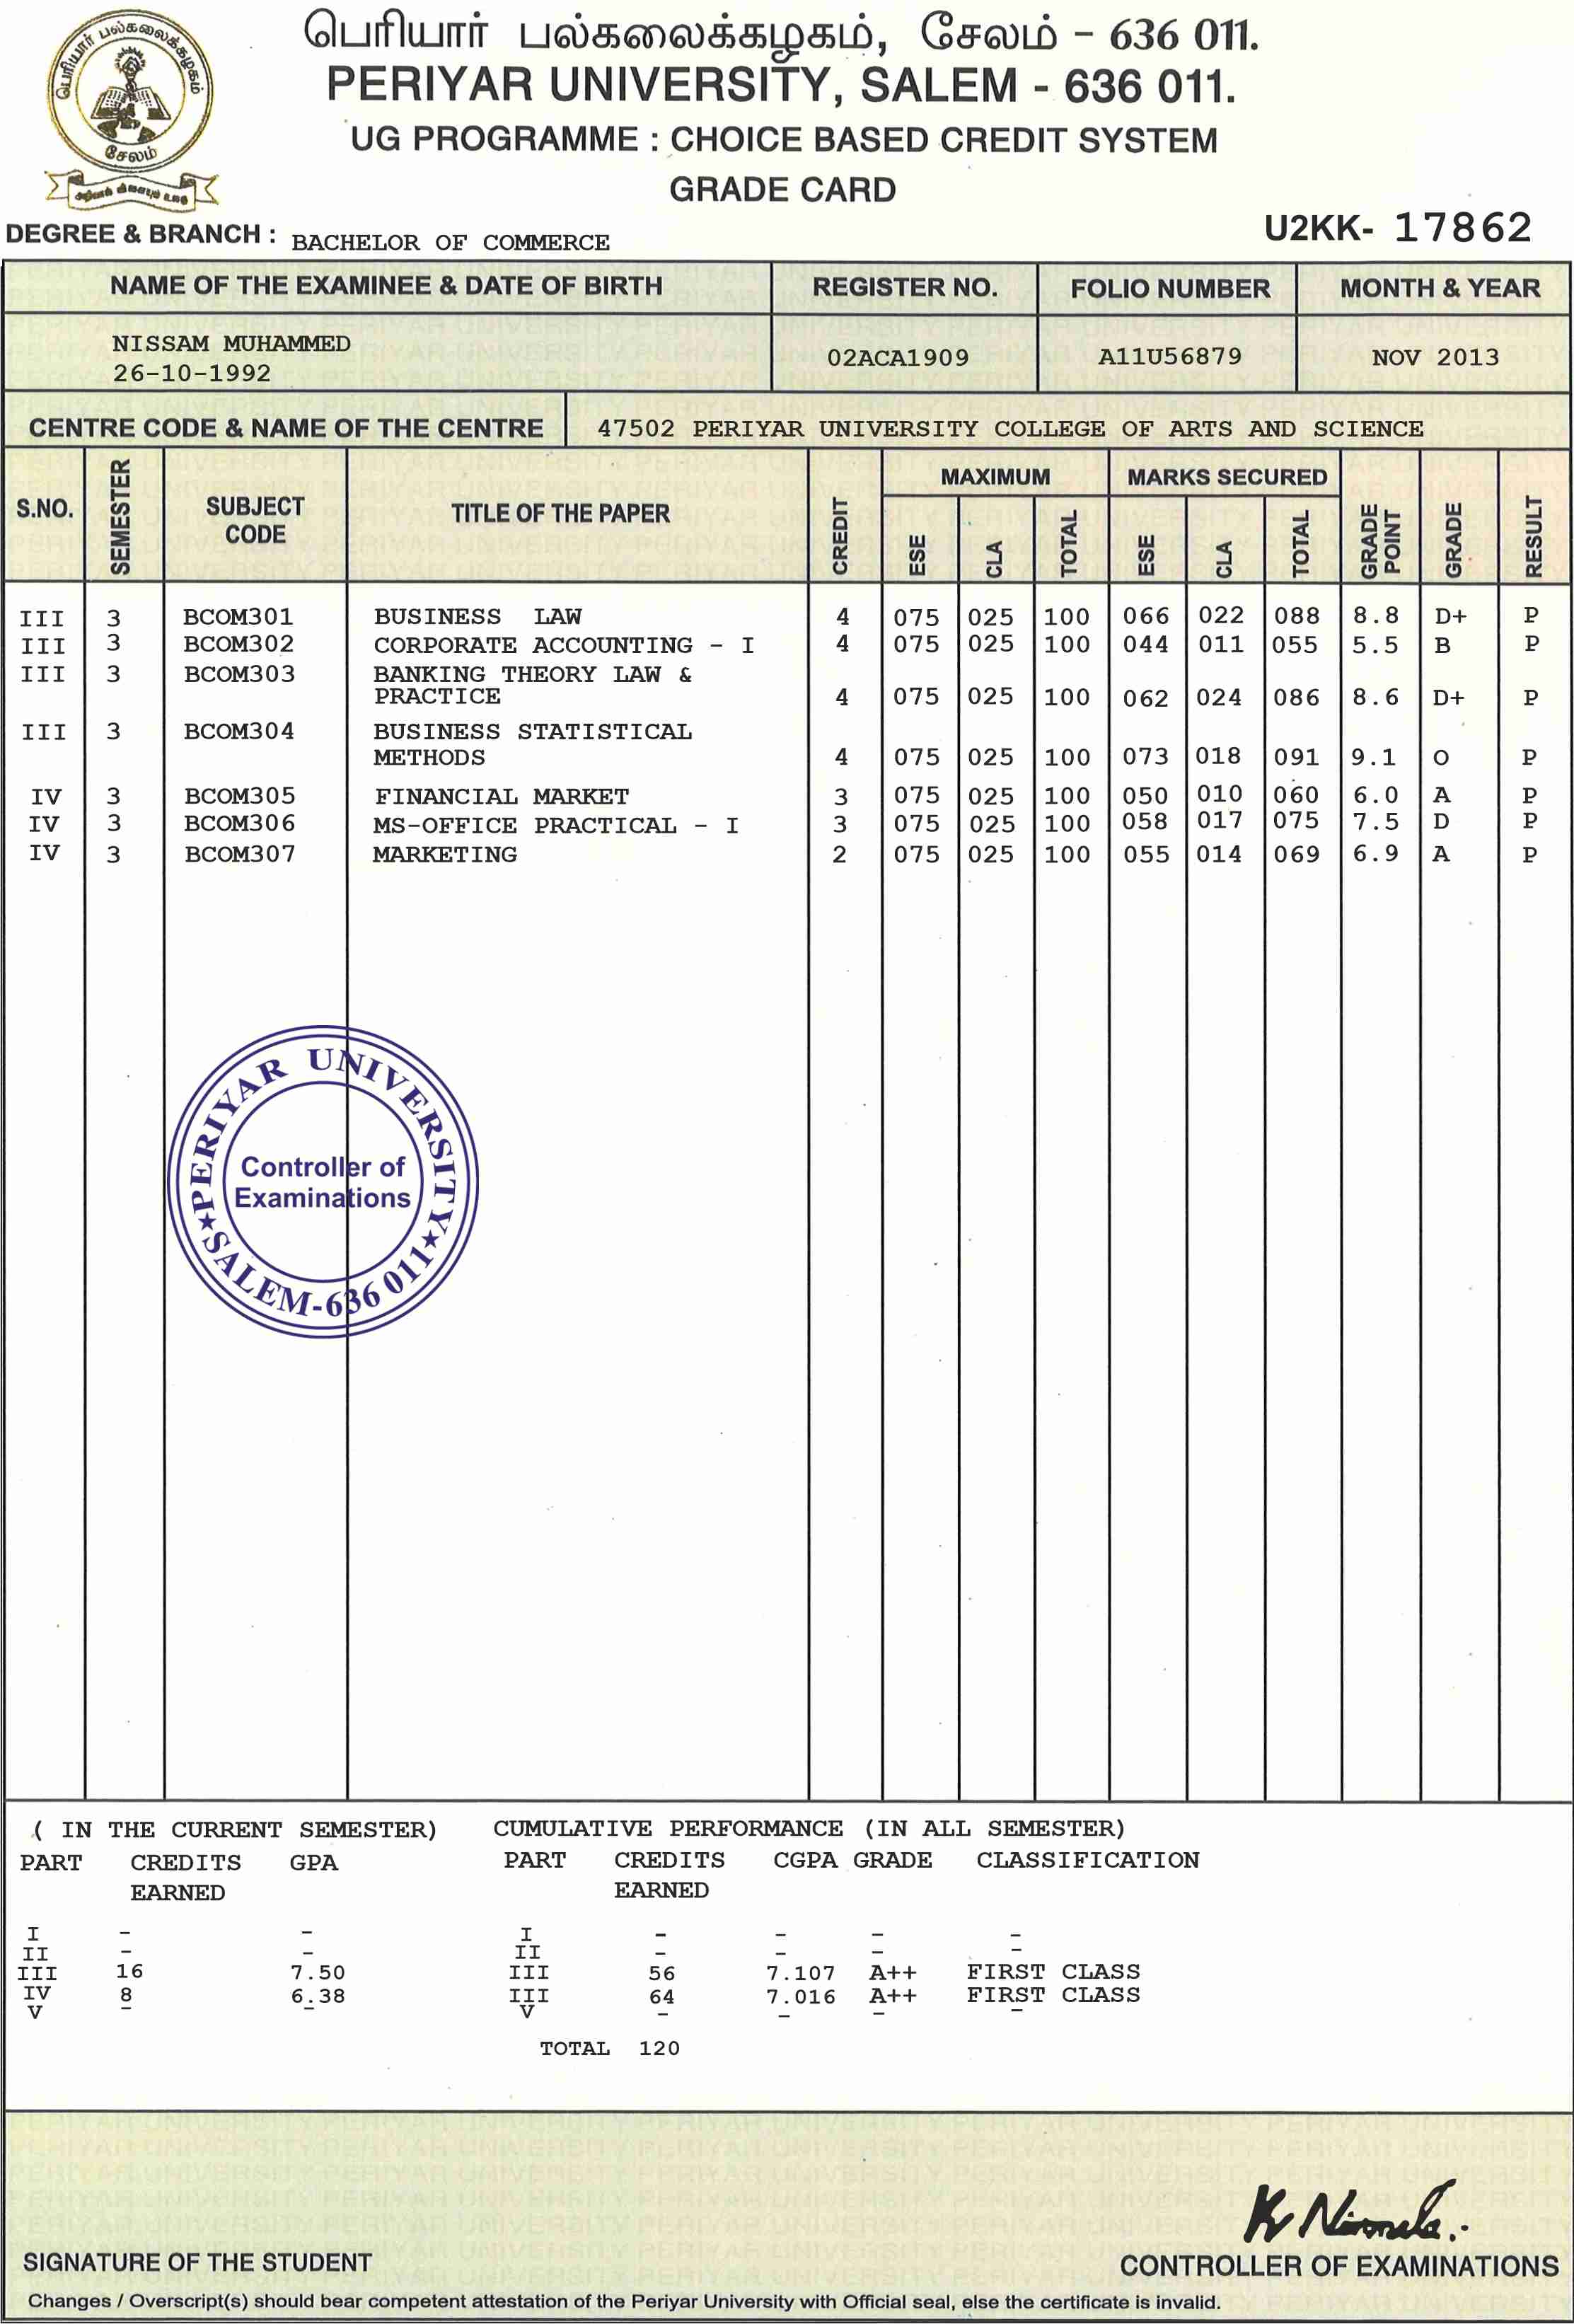 பெரியார் பல்கலைக்கழகம்
சேலம்
அறிவால் விளையும் உலகு
பெரியார் பல்கலைக்கழகம், சேலம் - 636 011.
PERIYAR UNIVERSITY, SALEM - 636 011.
UG PROGRAMME : CHOICE BASED CREDIT SYSTEM
GRADE CARD
U2KK- 17862
DEGREE & BRANCH : BACHELOR OF COMMERCE
NAME OF THE EXAMINEE & DATE OF BIRTH REGISTER NO. FOLIO NUMBER MONTH & YEAR
NISSAM MUHAMMED
26-10-1992 02ACA1909 A11U56879 NOV 2013
CENTRE CODE & NAME OF THE CENTRE 47502 PERIYAR UNIVERSITY COLLEGE OF ARTS AND SCIENCE
S.NO. SEMESTER SUBJECT CODE TITLE OF THE PAPER CREDIT MAXIMUM ESE CLA TOTAL MARKS SECURED ESE CLA TOTAL GRADE POINT GRADE RESULT
III 3 BCOM301 BUSINESS LAW 4 075 025 100 066 022 088 8.8 D+ P
III 3 BCOM302 CORPORATE ACCOUNTING - I 4 075 025 100 044 011 055 5.5 B P
III 3 BCOM303 BANKING THEORY LAW &
PRACTICE 4 075 025 100 062 024 086 8.6 D+ P
III 3 BCOM304 BUSINESS STATISTICAL
METHODS 4 075 025 100 073 018 091 9.1 O P
IV 3 BCOM305 FINANCIAL MARKET 3 075 025 100 050 010 060 6.0 A P
IV 3 BCOM306 MS-OFFICE PRACTICAL - I 3 075 025 100 058 017 075 7.5 D P
IV 3 BCOM307 MARKETING 2 075 025 100 055 014 069 6.9 A P
PERIYAR UNIVERSITY
Controller of
Examinations
★SALEM-636 011★
( IN THE CURRENT SEMESTER) CUMULATIVE PERFORMANCE (IN ALL SEMESTER)
PART CREDITS GPA PART CREDITS CGPA GRADE CLASSIFICATION
EARNED EARNED
I - - I - - - -
II - - II - - - -
III 16 7.50 III 56 7.107 A++ FIRST CLASS
IV 8 6.38 III 64 7.016 A++ FIRST CLASS
V - - V - - - -
TOTAL 120
K Nirmala.
SIGNATURE OF THE STUDENT CONTROLLER OF EXAMINATIONS
Changes / Overscript(s) should bear competent attestation of the Periyar University with Official seal, else the certificate is invalid.